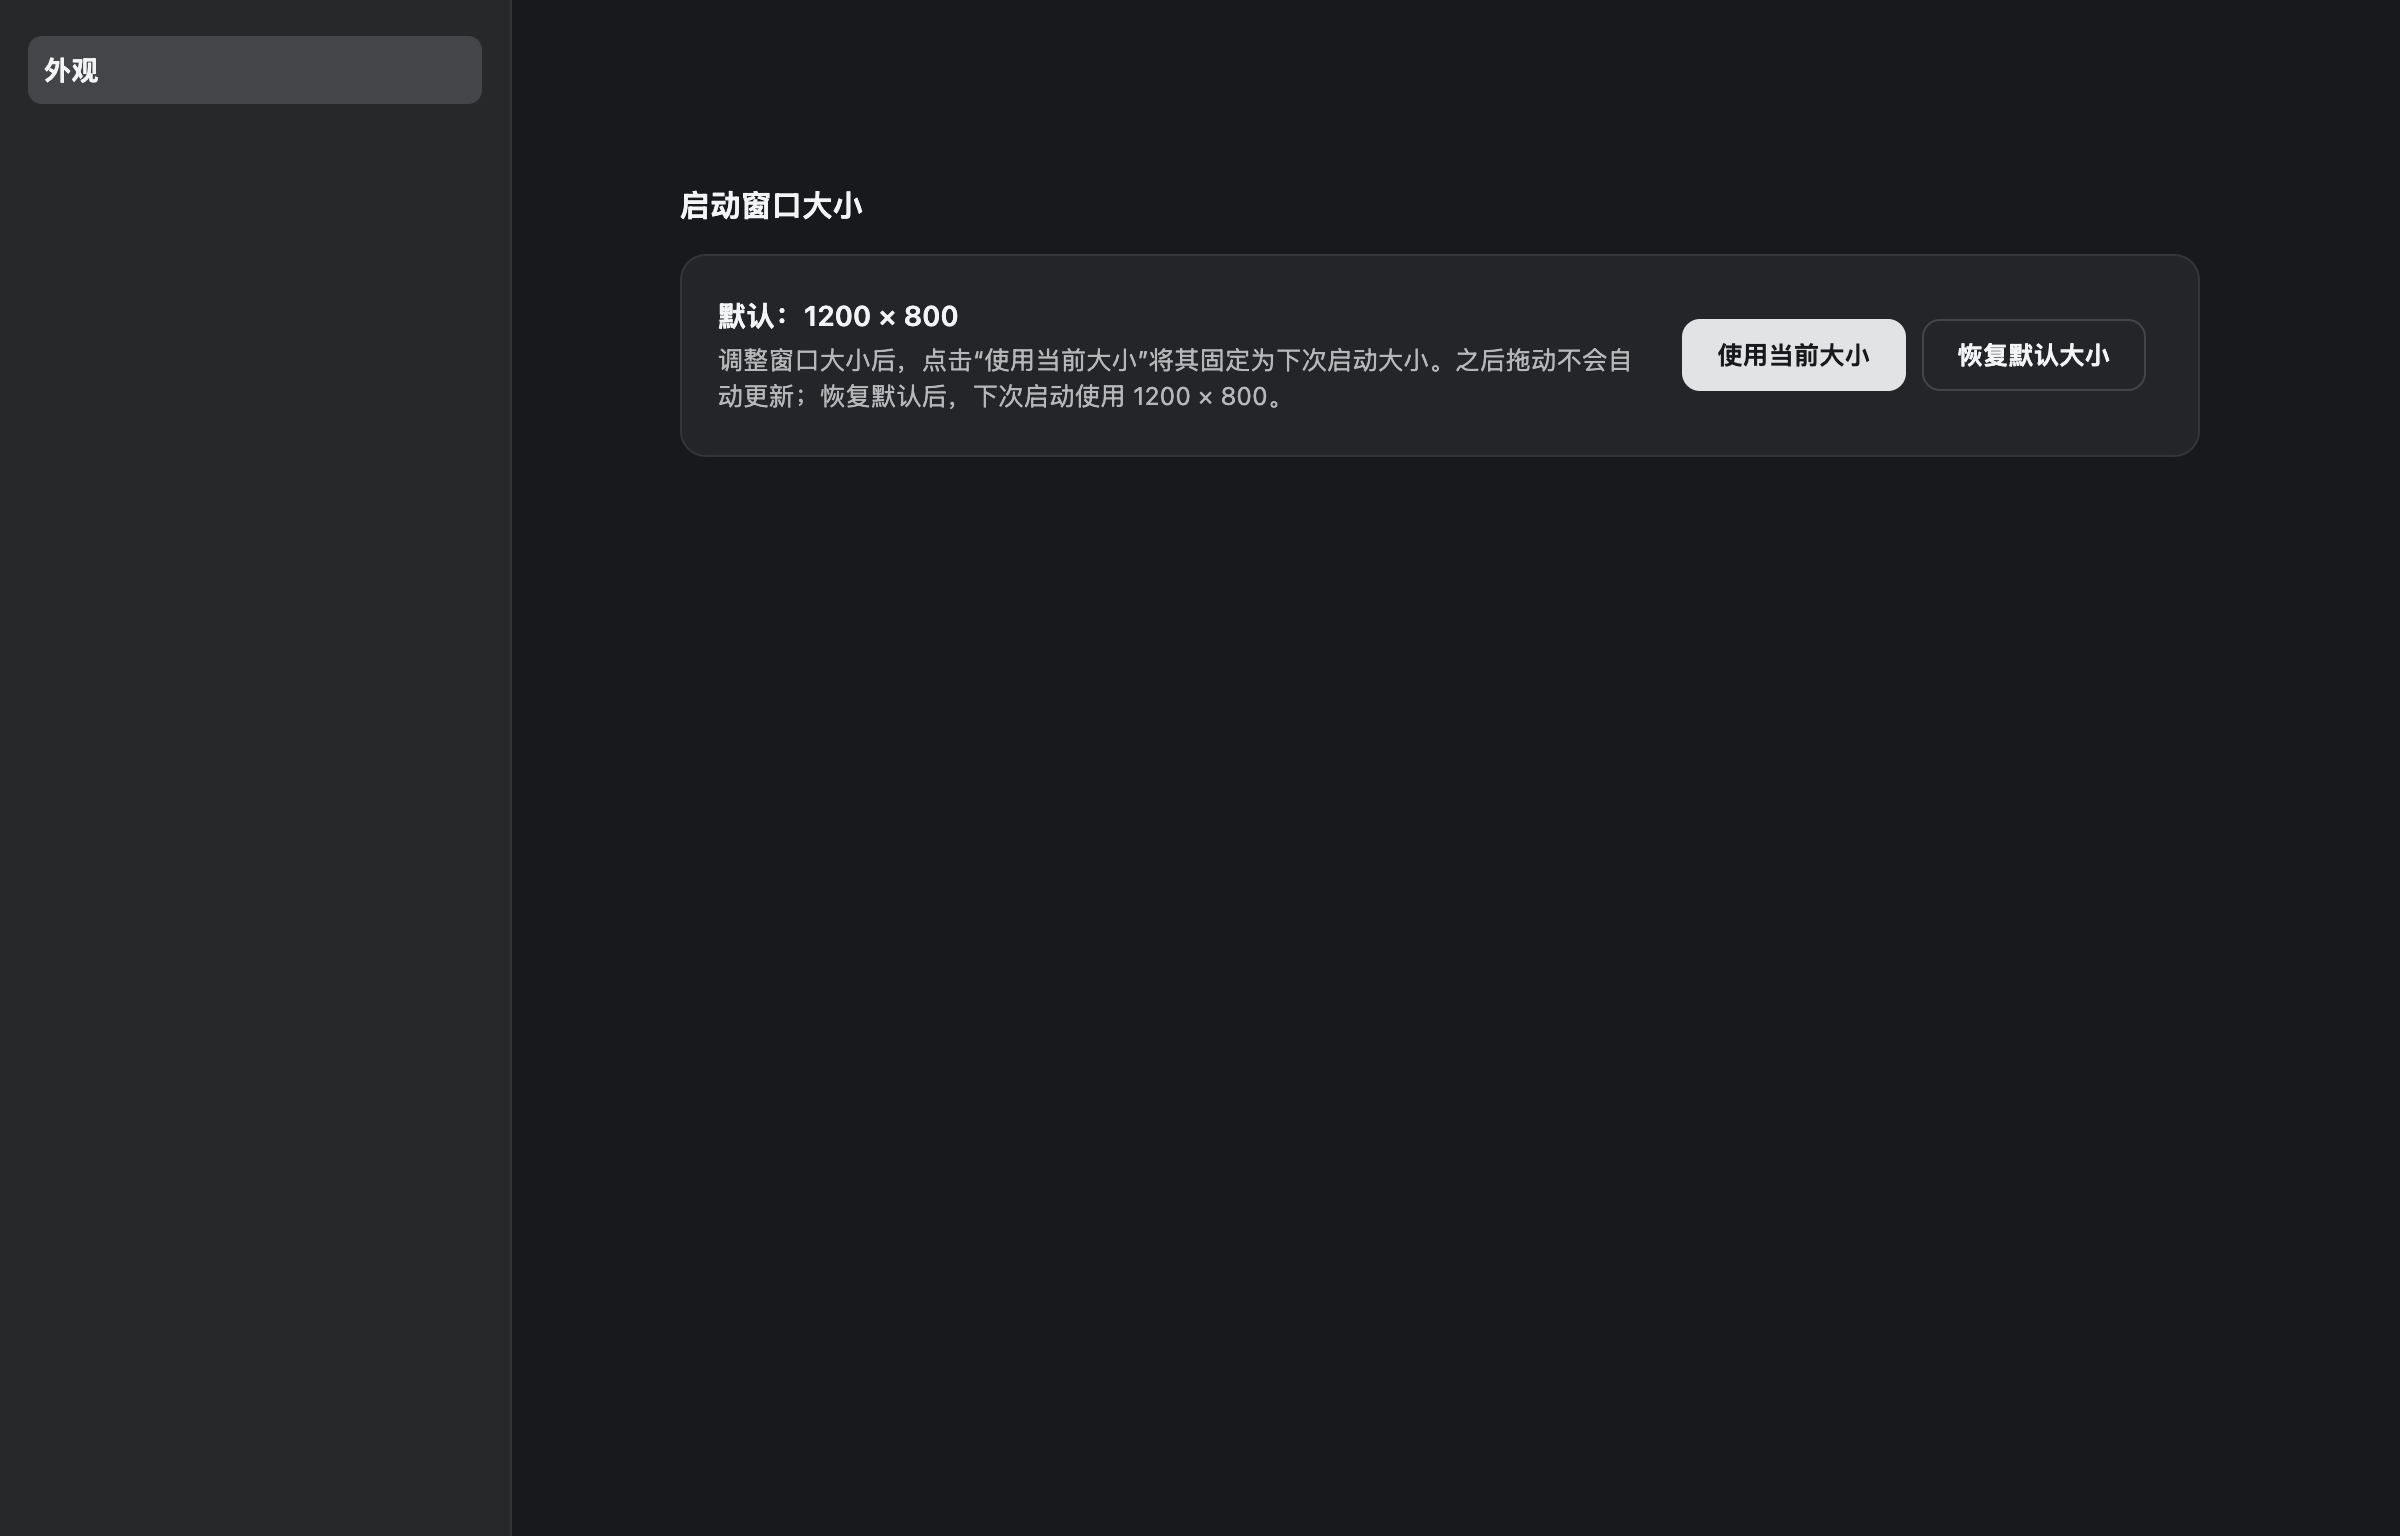 外观
启动窗口大小
默认：1200 × 800
调整窗口大小后，点击“使用当前大小”将其固定为下次启动大小。之后拖动不会自
动更新；恢复默认后，下次启动使用 1200 × 800。
使用当前大小
恢复默认大小